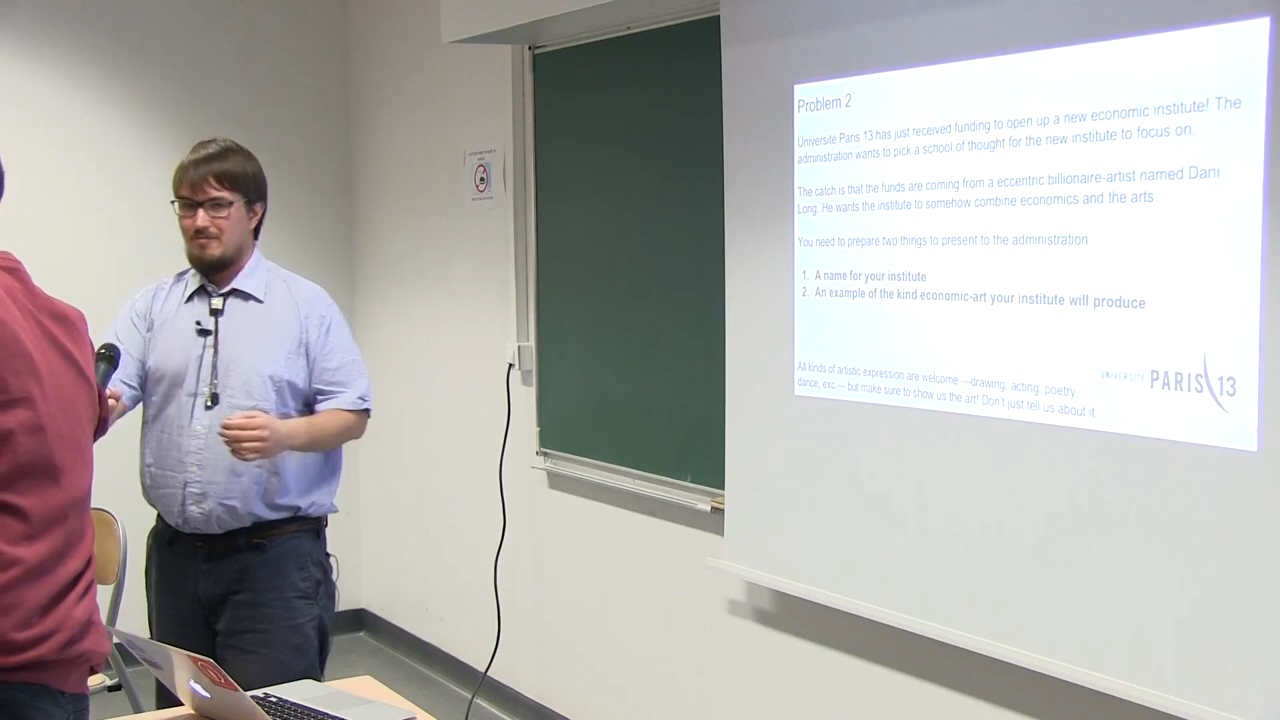 Problem 2
Université Paris 13 has just received funding to open up a new economic institute! The
administration wants to pick a school of thought for the new institute to focus on.
The catch is that the funds are coming from a eccentric billionaire-artist named Dani
Long. He wants the institute to somehow combine economics and the arts.
You need to prepare two things to present to the administration
1. A name for your institute
2. An example of the kind economic-art your institute will produce
All kinds of artistic expression are welcome —drawing, acting, poetry
dance, exc.— but make sure to show us the art! Don't just tell us about it.
UNIVERSITÉ PARIS 13